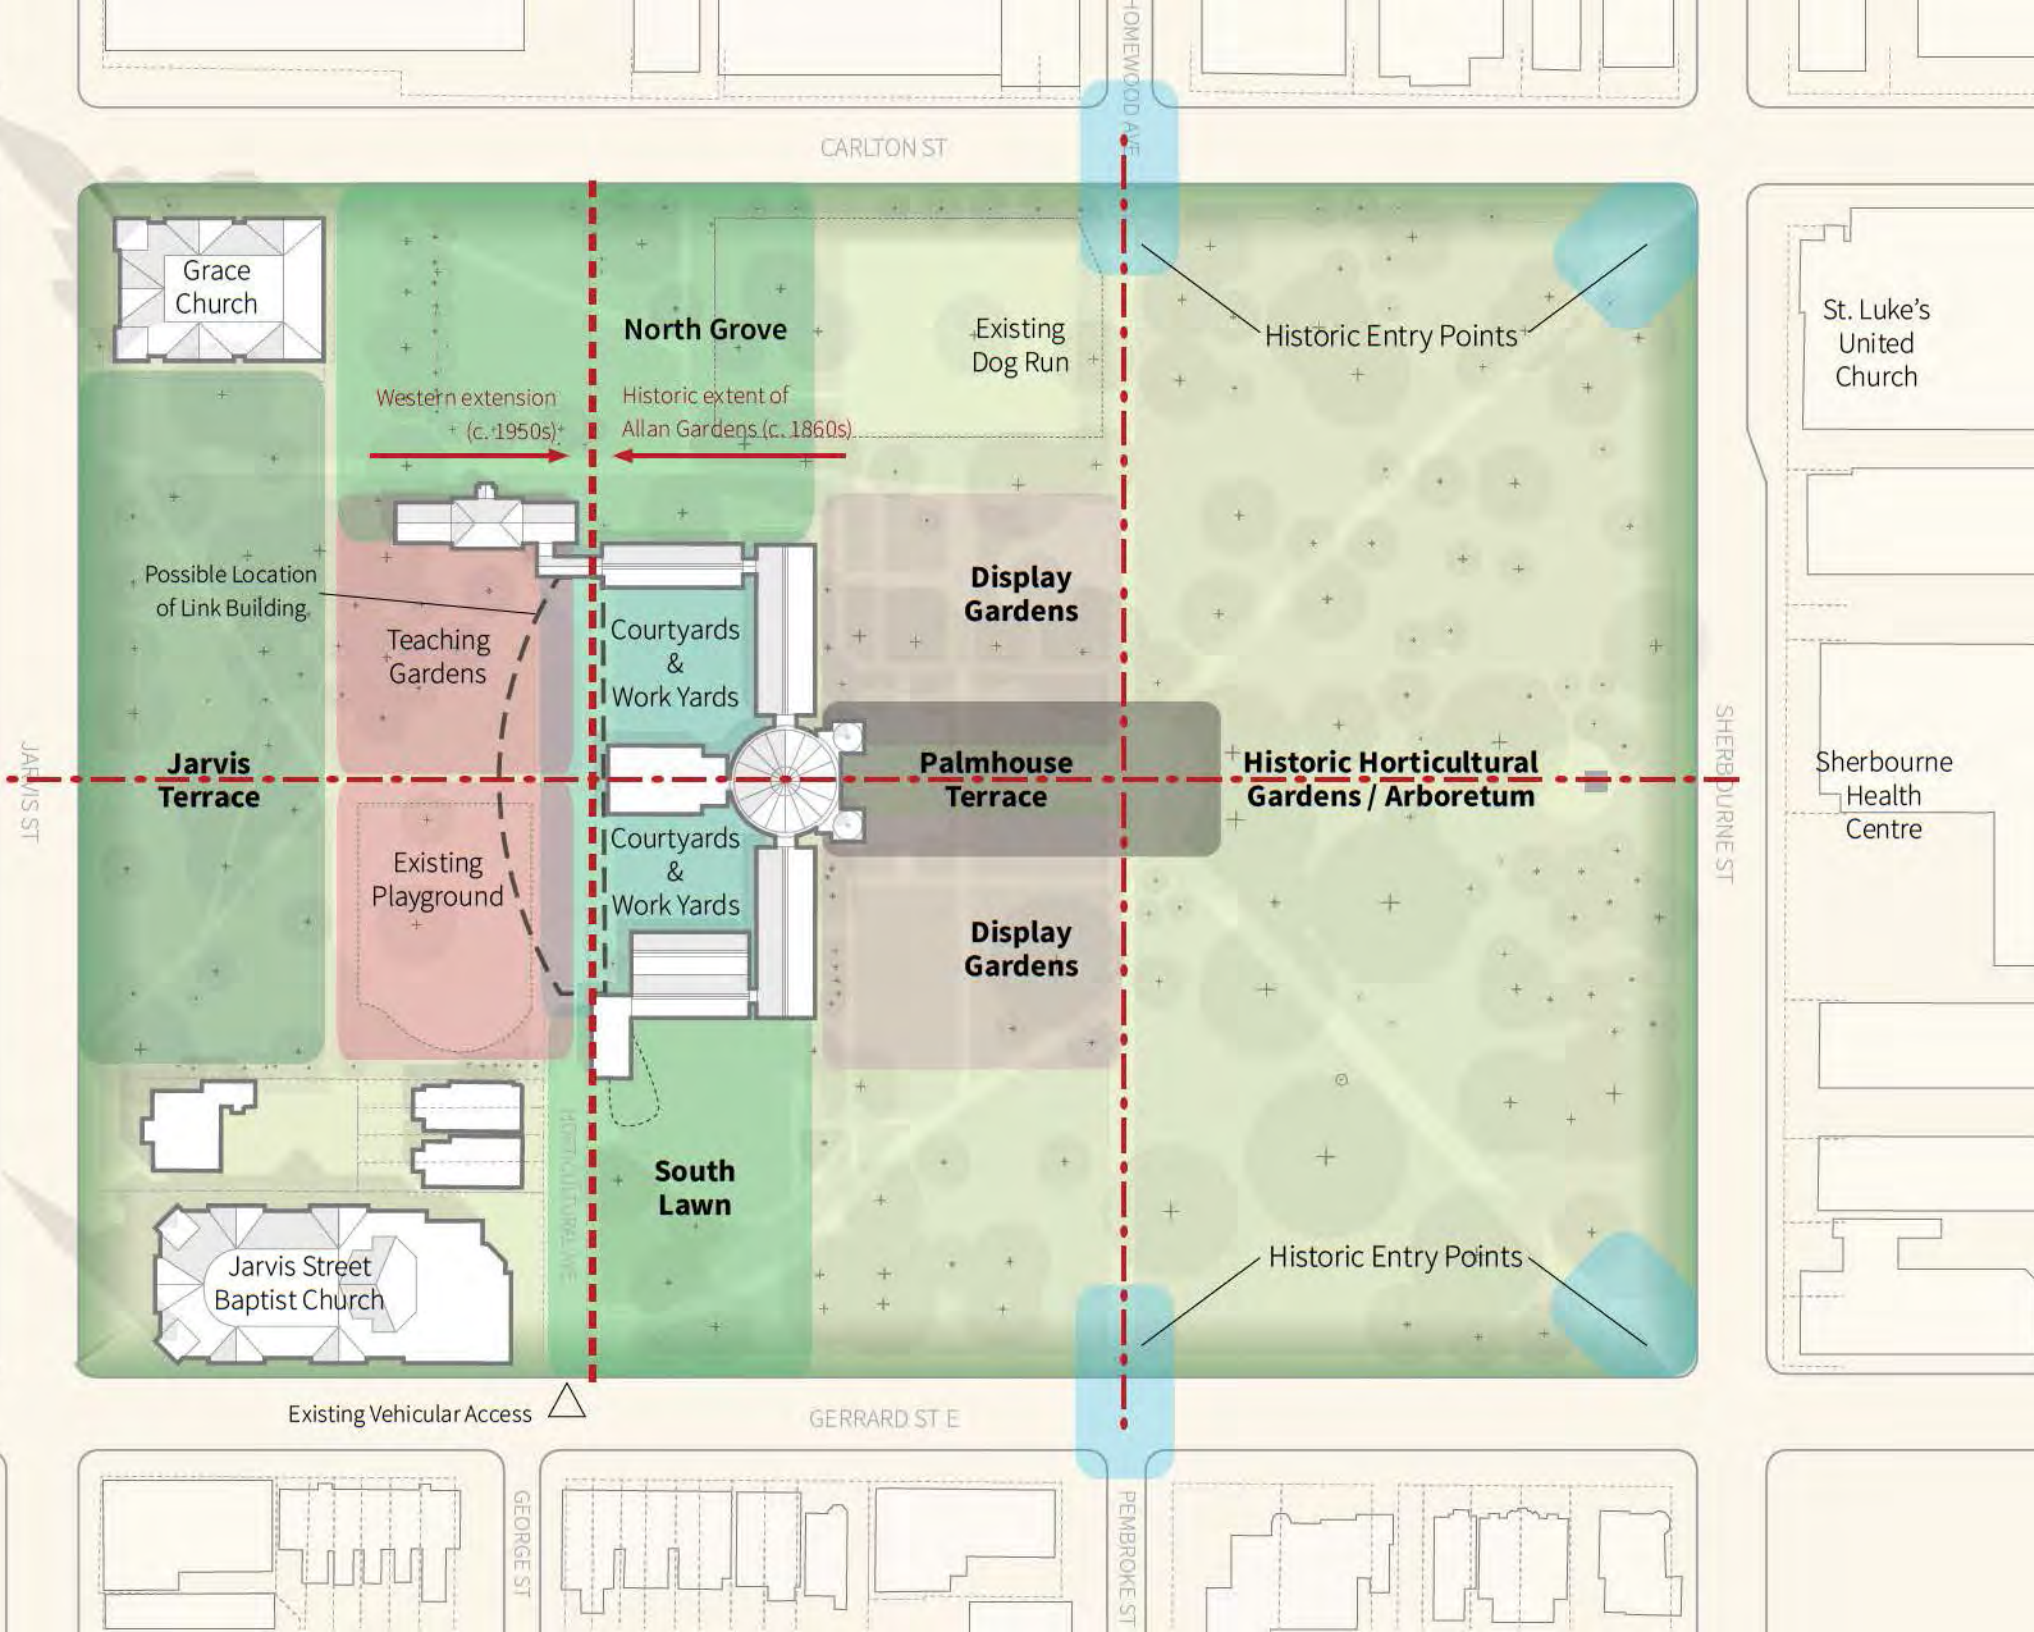 HOMEWOOD AVE
CARLTON ST
Grace
Church
North Grove
Existing
Dog Run
Historic Entry Points
St. Luke's
United
Church
Western extension
(c. 1950s)
Historic extent of
Allan Gardens (c. 1860s)
Possible Location
of Link Building
Teaching
Gardens
Courtyards
&
Work Yards
Display
Gardens
JARVIS ST
Jarvis
Terrace
Palmhouse
Terrace
Historic Horticultural
Gardens / Arboretum
SHERBOURNE ST
Sherbourne
Health
Centre
Existing
Playground
Courtyards
&
Work Yards
Display
Gardens
HORTICULTURAL AVE
South
Lawn
Jarvis Street
Baptist Church
Historic Entry Points
Existing Vehicular Access
GERRARD ST E
GEORGE ST
PEMBROKE ST